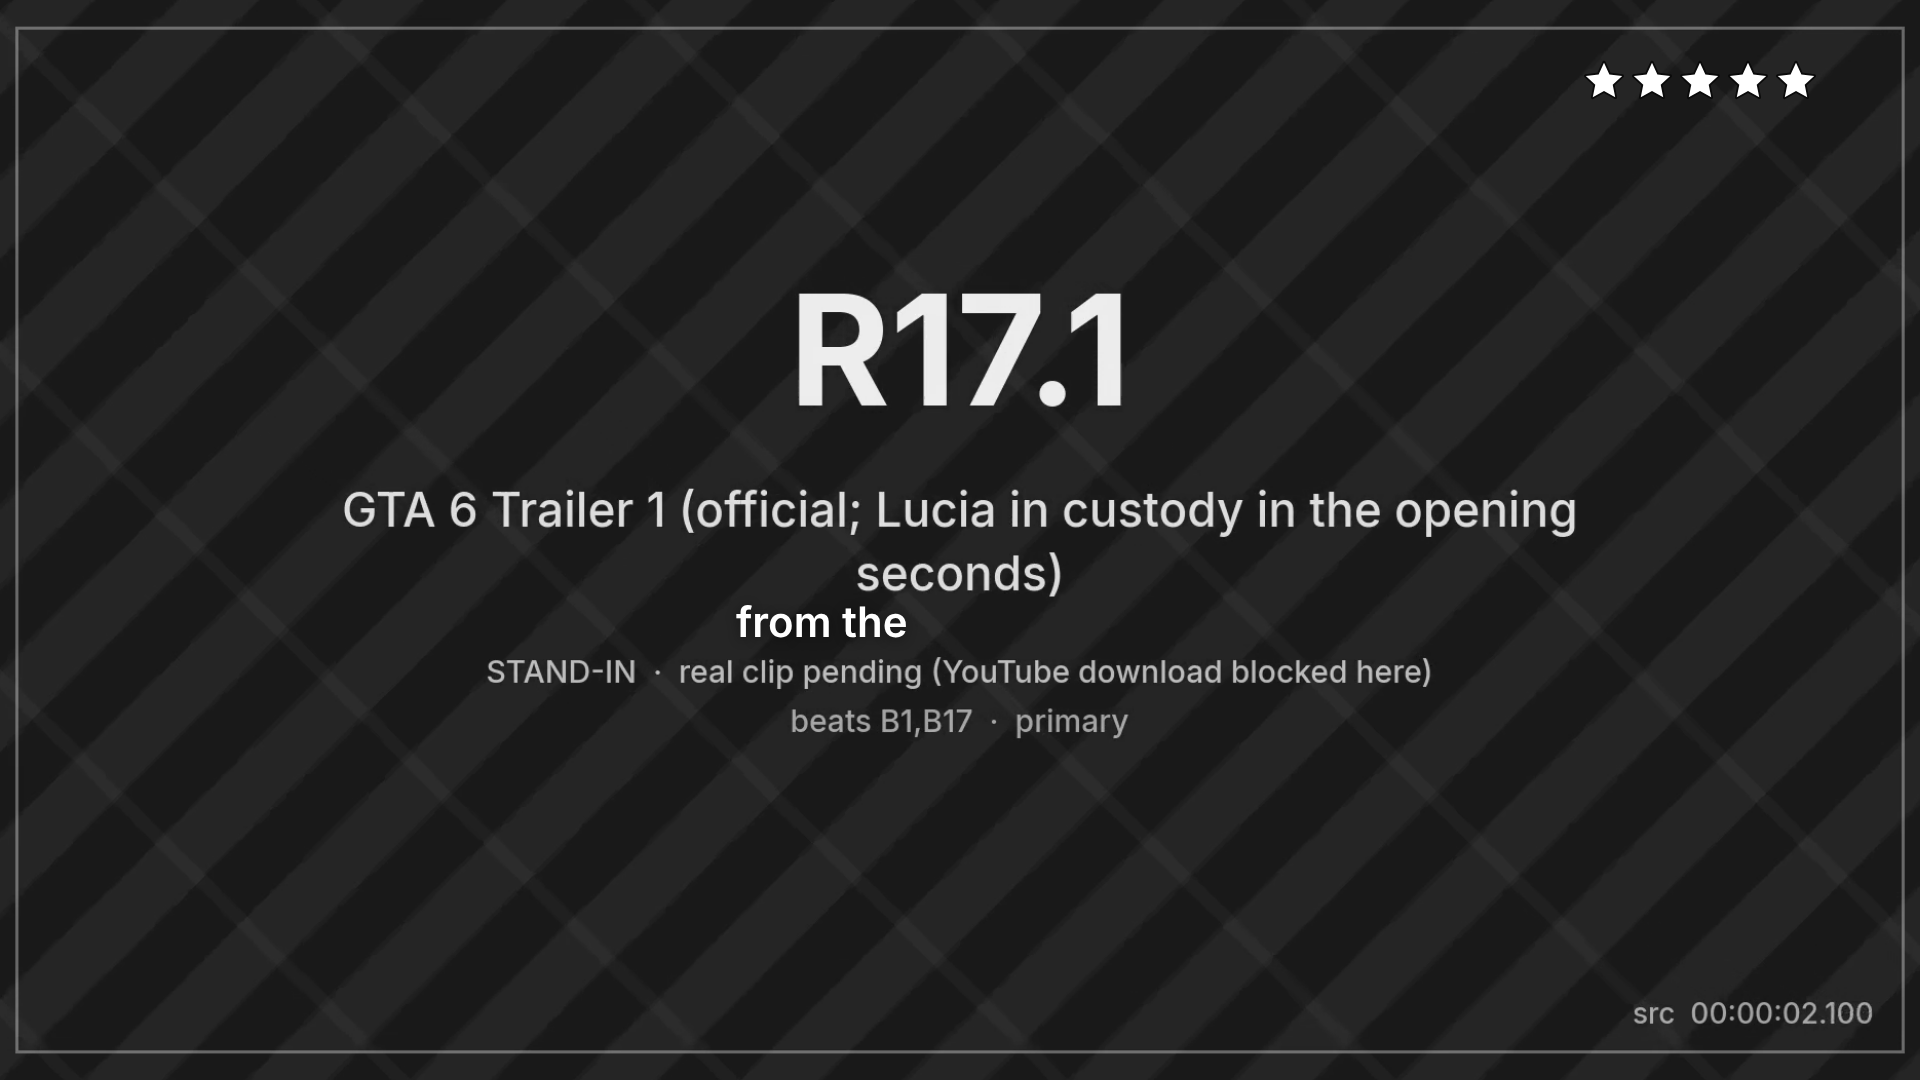 R17.1
GTA 6 Trailer 1 (official; Lucia in custody in the opening
seconds)
from the
STAND-IN · real clip pending (YouTube download blocked here)
beats B1,B17 · primary
src 00:00:02.100